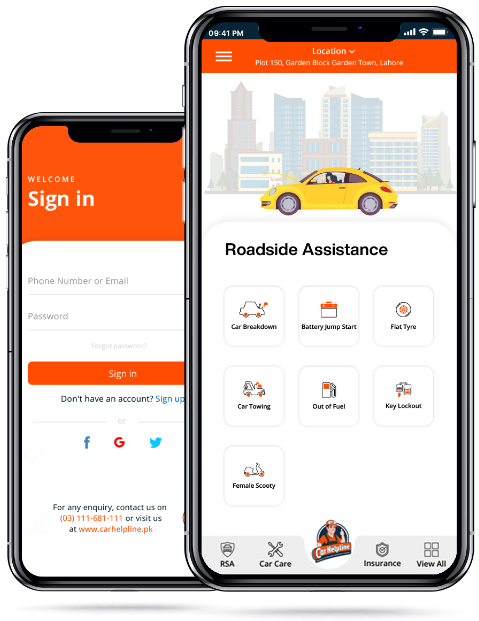 WELCOME
Sign in
Phone Number or Email
Password
Forgot password?
Sign in
Don't have an account? Sign up
or
For any enquiry, contact us on
(03) 111-681-111 or visit us
at www.carhelpline.pk
09:41 PM
Location
Plot 150, Garden Block Garden Town, Lahore
Roadside Assistance
Car Breakdown
Battery Jump Start
Flat Tyre
Car Towing
Out of Fuel
Key Lockout
Female Scooty
RSA
Car Care
Car Helpline
Insurance
View All